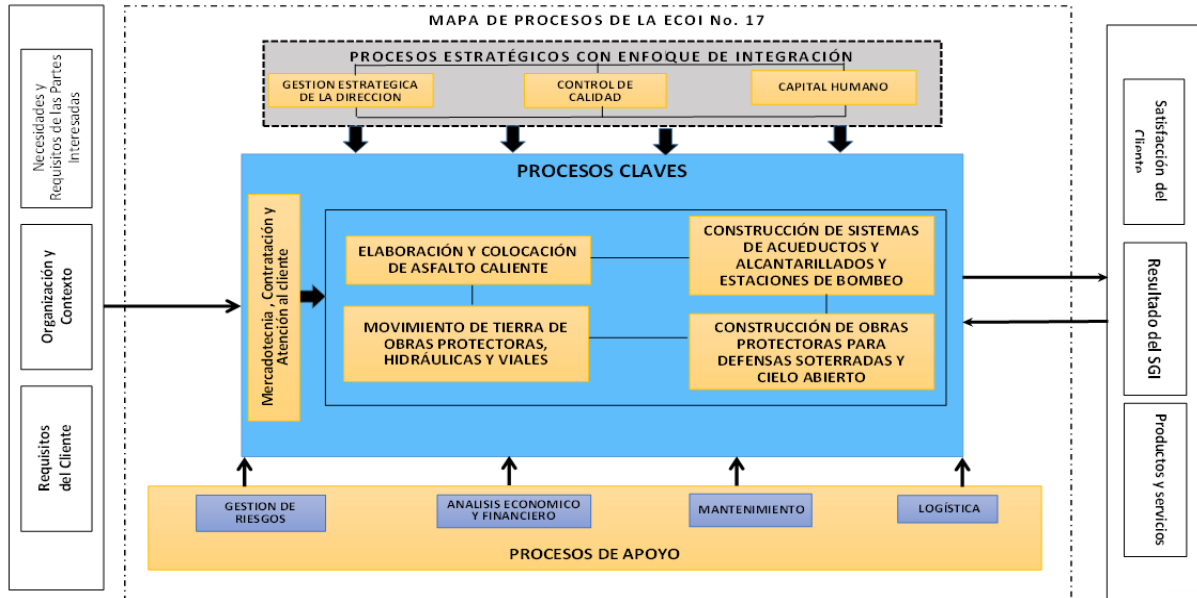 MAPA DE PROCESOS DE LA ECOI No. 17
Necesidades y
Requisitos de las Partes
Interesadas
Organización y
Contexto
Requisitos
del Cliente
PROCESOS ESTRATÉGICOS CON ENFOQUE DE INTEGRACIÓN
GESTION ESTRATEGICA
DE LA DIRECCION
CONTROL DE
CALIDAD
CAPITAL HUMANO
PROCESOS CLAVES
Mercadotecnia , Contratación y
Atención al cliente
ELABORACIÓN Y COLOCACIÓN
DE ASFALTO CALIENTE
CONSTRUCCIÓN DE SISTEMAS
DE ACUEDUCTOS Y
ALCANTARILLADOS Y
ESTACIONES DE BOMBEO
MOVIMIENTO DE TIERRA DE
OBRAS PROTECTORAS,
HIDRÁULICAS Y VIALES
CONSTRUCCIÓN DE OBRAS
PROTECTORAS PARA
DEFENSAS SOTERRADAS Y
CIELO ABIERTO
GESTION DE
RIESGOS
ANALISIS ECONOMICO
Y FINANCIERO
MANTENIMIENTO
LOGÍSTICA
PROCESOS DE APOYO
Satisfacción del
Cliente
Resultado del SGI
Productos y servicios